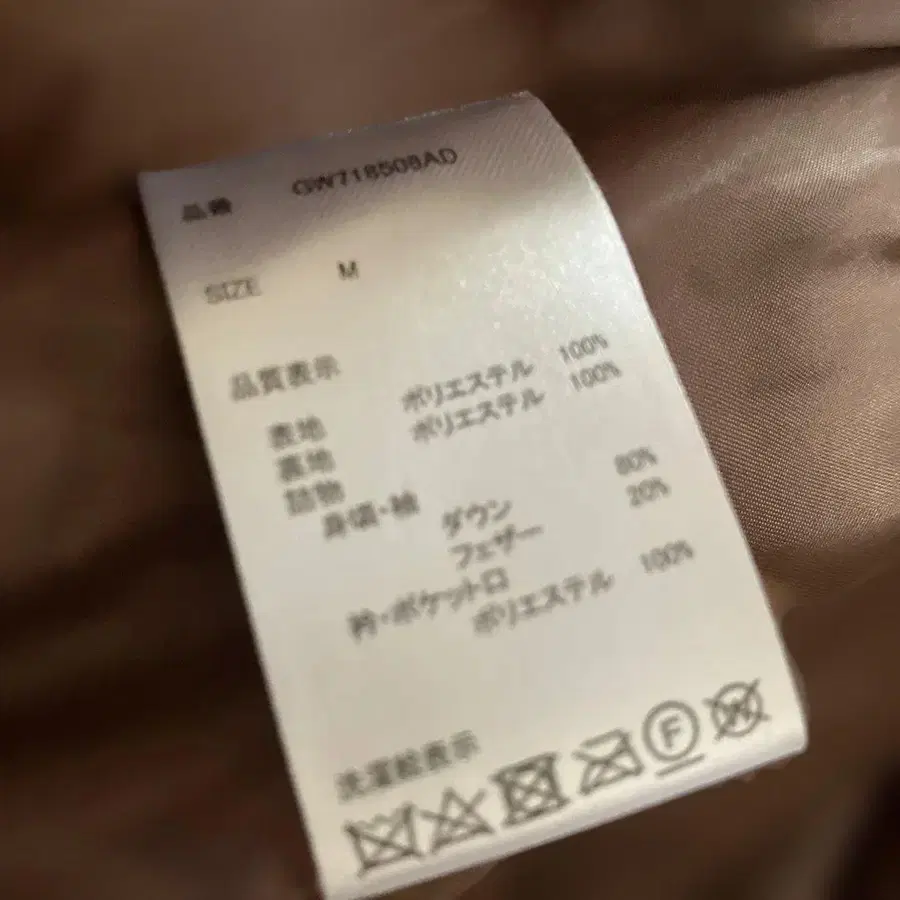 品番 GW718508AD
SIZE M
品質表示
表地 ポリエステル 100%
裏地 ポリエステル 100%
詰物
身頃・袖
ダウン 80%
フェザー 20%
衿・ポケット口
ポリエステル 100%
洗濯絵表示
F W